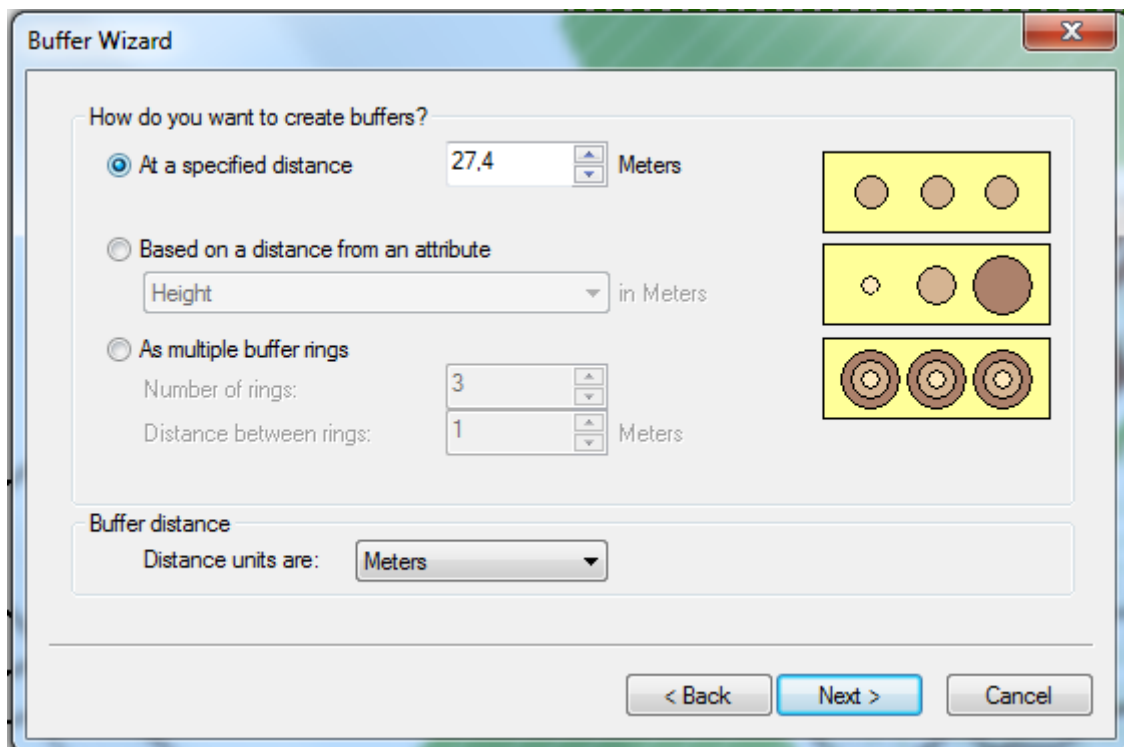 Buffer Wizard
How do you want to create buffers?
At a specified distance 27,4 Meters
Based on a distance from an attribute
Height in Meters
As multiple buffer rings
Number of rings: 3
Distance between rings: 1 Meters
Buffer distance
Distance units are: Meters
< Back Next > Cancel